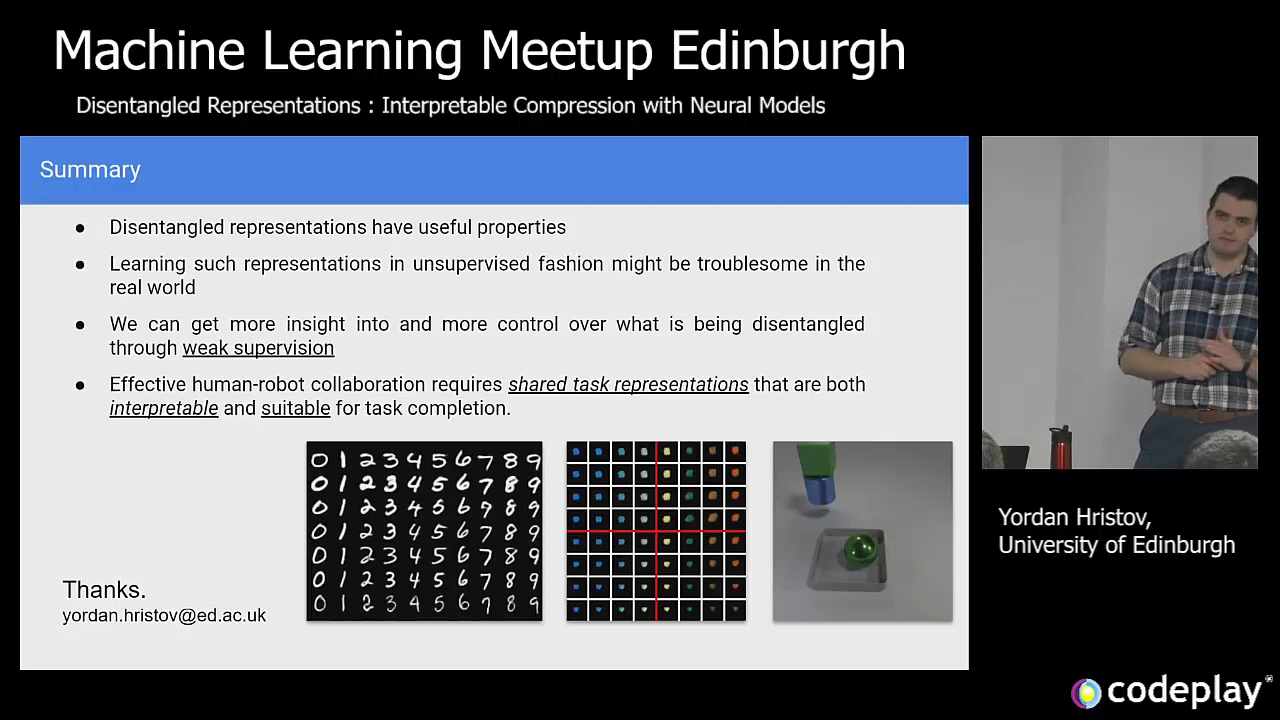 Machine Learning Meetup Edinburgh
Disentangled Representations : Interpretable Compression with Neural Models
Summary
● Disentangled representations have useful properties
● Learning such representations in unsupervised fashion might be troublesome in the
real world
● We can get more insight into and more control over what is being disentangled
through weak supervision
● Effective human-robot collaboration requires shared task representations that are both
interpretable and suitable for task completion.
0 1 2 3 4 5 6 7 8 9
0 1 2 3 4 5 6 7 8 9
0 1 2 3 4 5 6 7 8 9
0 1 2 3 4 5 6 7 8 9
0 1 2 3 4 5 6 7 8 9
0 1 2 3 4 5 6 7 8 9
0 1 2 3 4 5 6 7 8 9
Thanks.
yordan.hristov@ed.ac.uk
Yordan Hristov,
University of Edinburgh
codeplay®